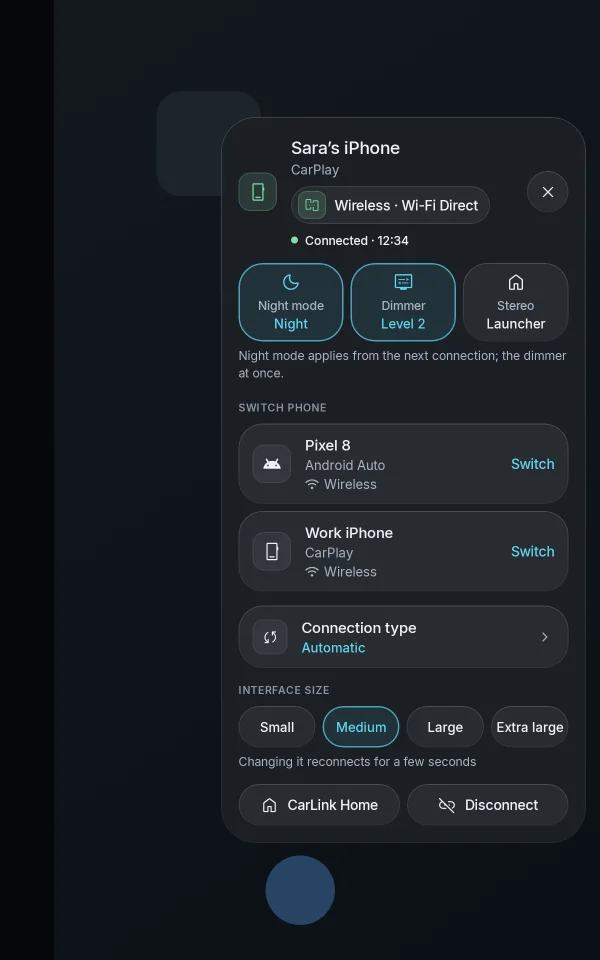 Sara’s iPhone
CarPlay
Wireless · Wi-Fi Direct
Connected · 12:34
Night mode
Night
Dimmer
Level 2
Stereo
Launcher
Night mode applies from the next connection; the dimmer
at once.
SWITCH PHONE
Pixel 8
Android Auto
Wireless
Switch
Work iPhone
CarPlay
Wireless
Switch
Connection type
Automatic
INTERFACE SIZE
Small
Medium
Large
Extra large
Changing it reconnects for a few seconds
CarLink Home
Disconnect